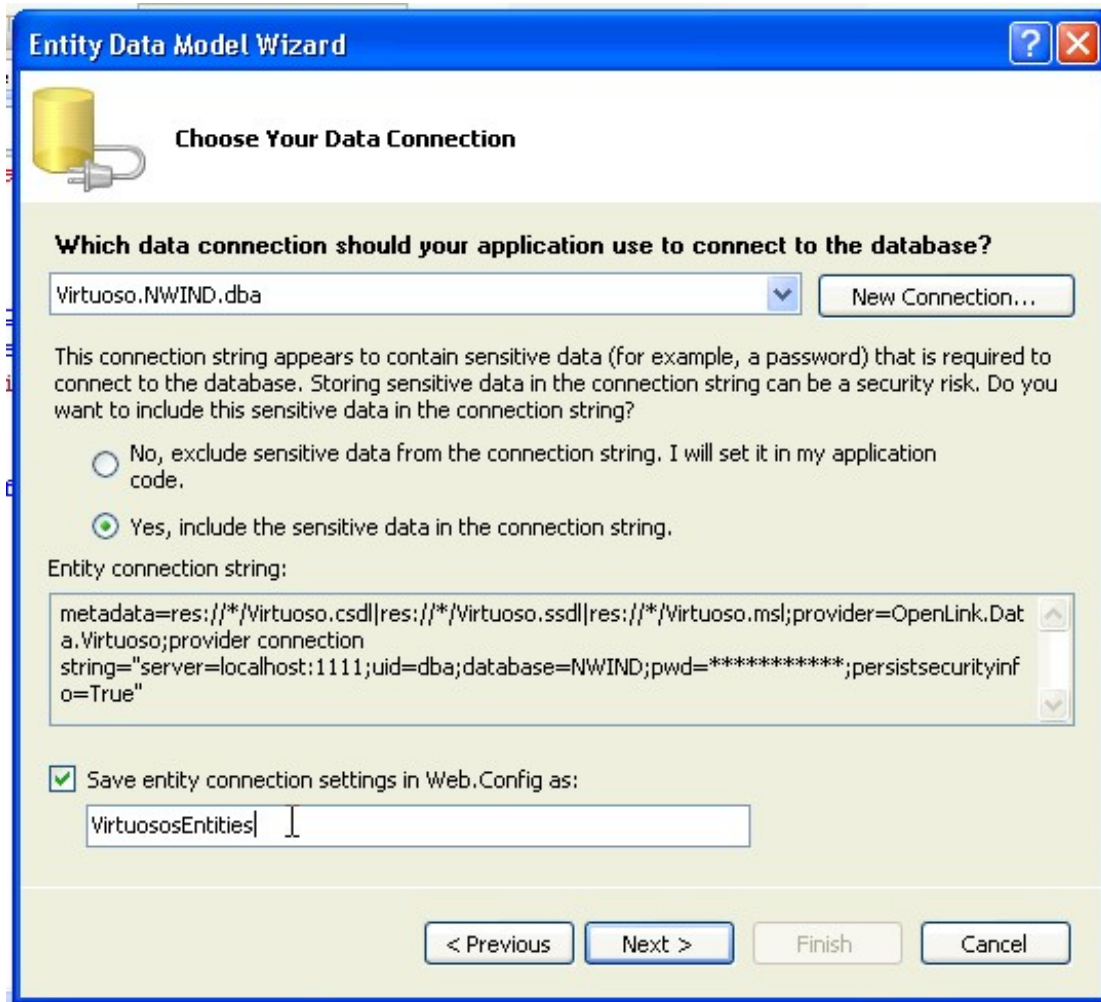 Entity Data Model Wizard
Choose Your Data Connection
Which data connection should your application use to connect to the database?
Virtuoso.NWIND.dba
New Connection...
This connection string appears to contain sensitive data (for example, a password) that is required to
connect to the database. Storing sensitive data in the connection string can be a security risk. Do you
want to include this sensitive data in the connection string?
No, exclude sensitive data from the connection string. I will set it in my application
code.
Yes, include the sensitive data in the connection string.
Entity connection string:
metadata=res://*/Virtuoso.csdl|res://*/Virtuoso.ssdl|res://*/Virtuoso.msl;provider=OpenLink.Dat
a.Virtuoso;provider connection
string="server=localhost:1111;uid=dba;database=NWIND;pwd=***********;persistsecurityinf
o=True"
Save entity connection settings in Web.Config as:
VirtuososEntities
< Previous
Next >
Finish
Cancel